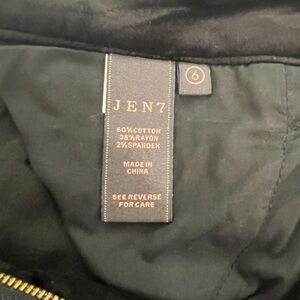 JEN7
6
60% COTTON
38% RAYON
2% SPANDEX
MADE IN
CHINA
SEE REVERSE
FOR CARE